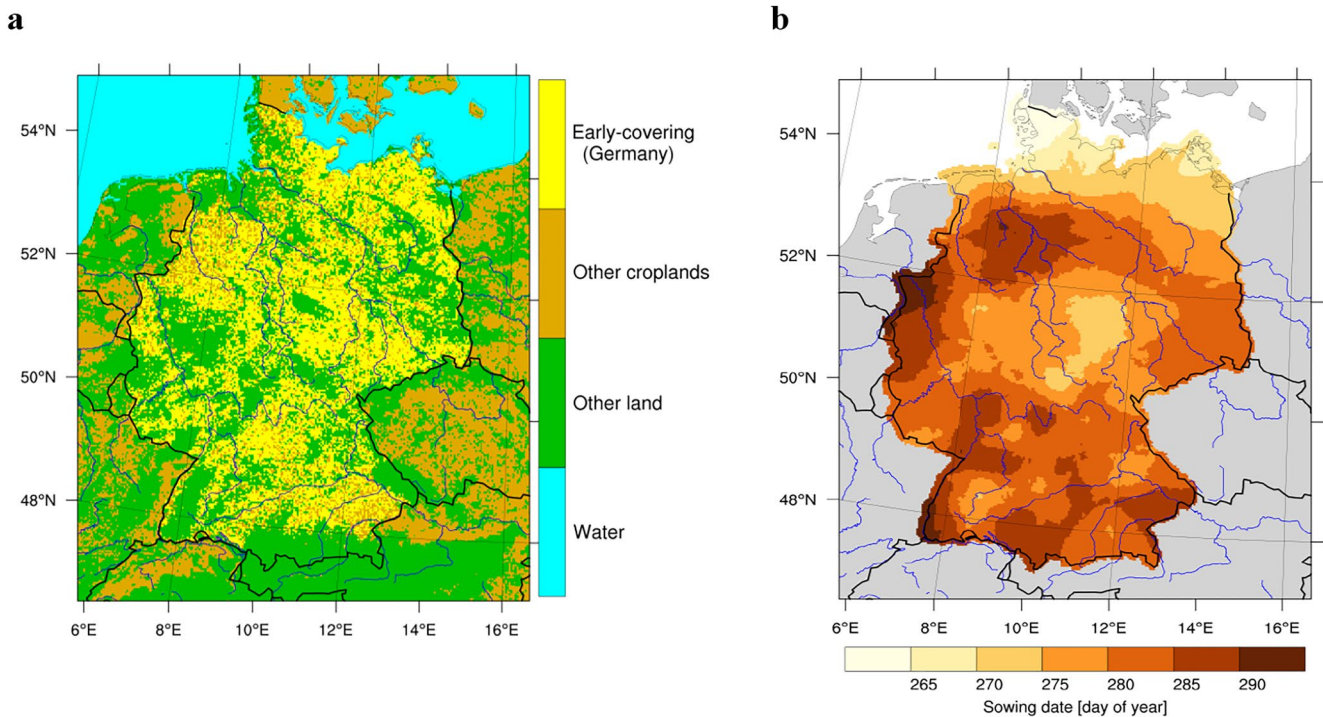 a
54°N
52°N
50°N
48°N
6°E 8°E 10°E 12°E 14°E 16°E
Early-covering
(Germany)
Other croplands
Other land
Water
b
54°N
52°N
50°N
48°N
6°E 8°E 10°E 12°E 14°E 16°E
265 270 275 280 285 290
Sowing date [day of year]